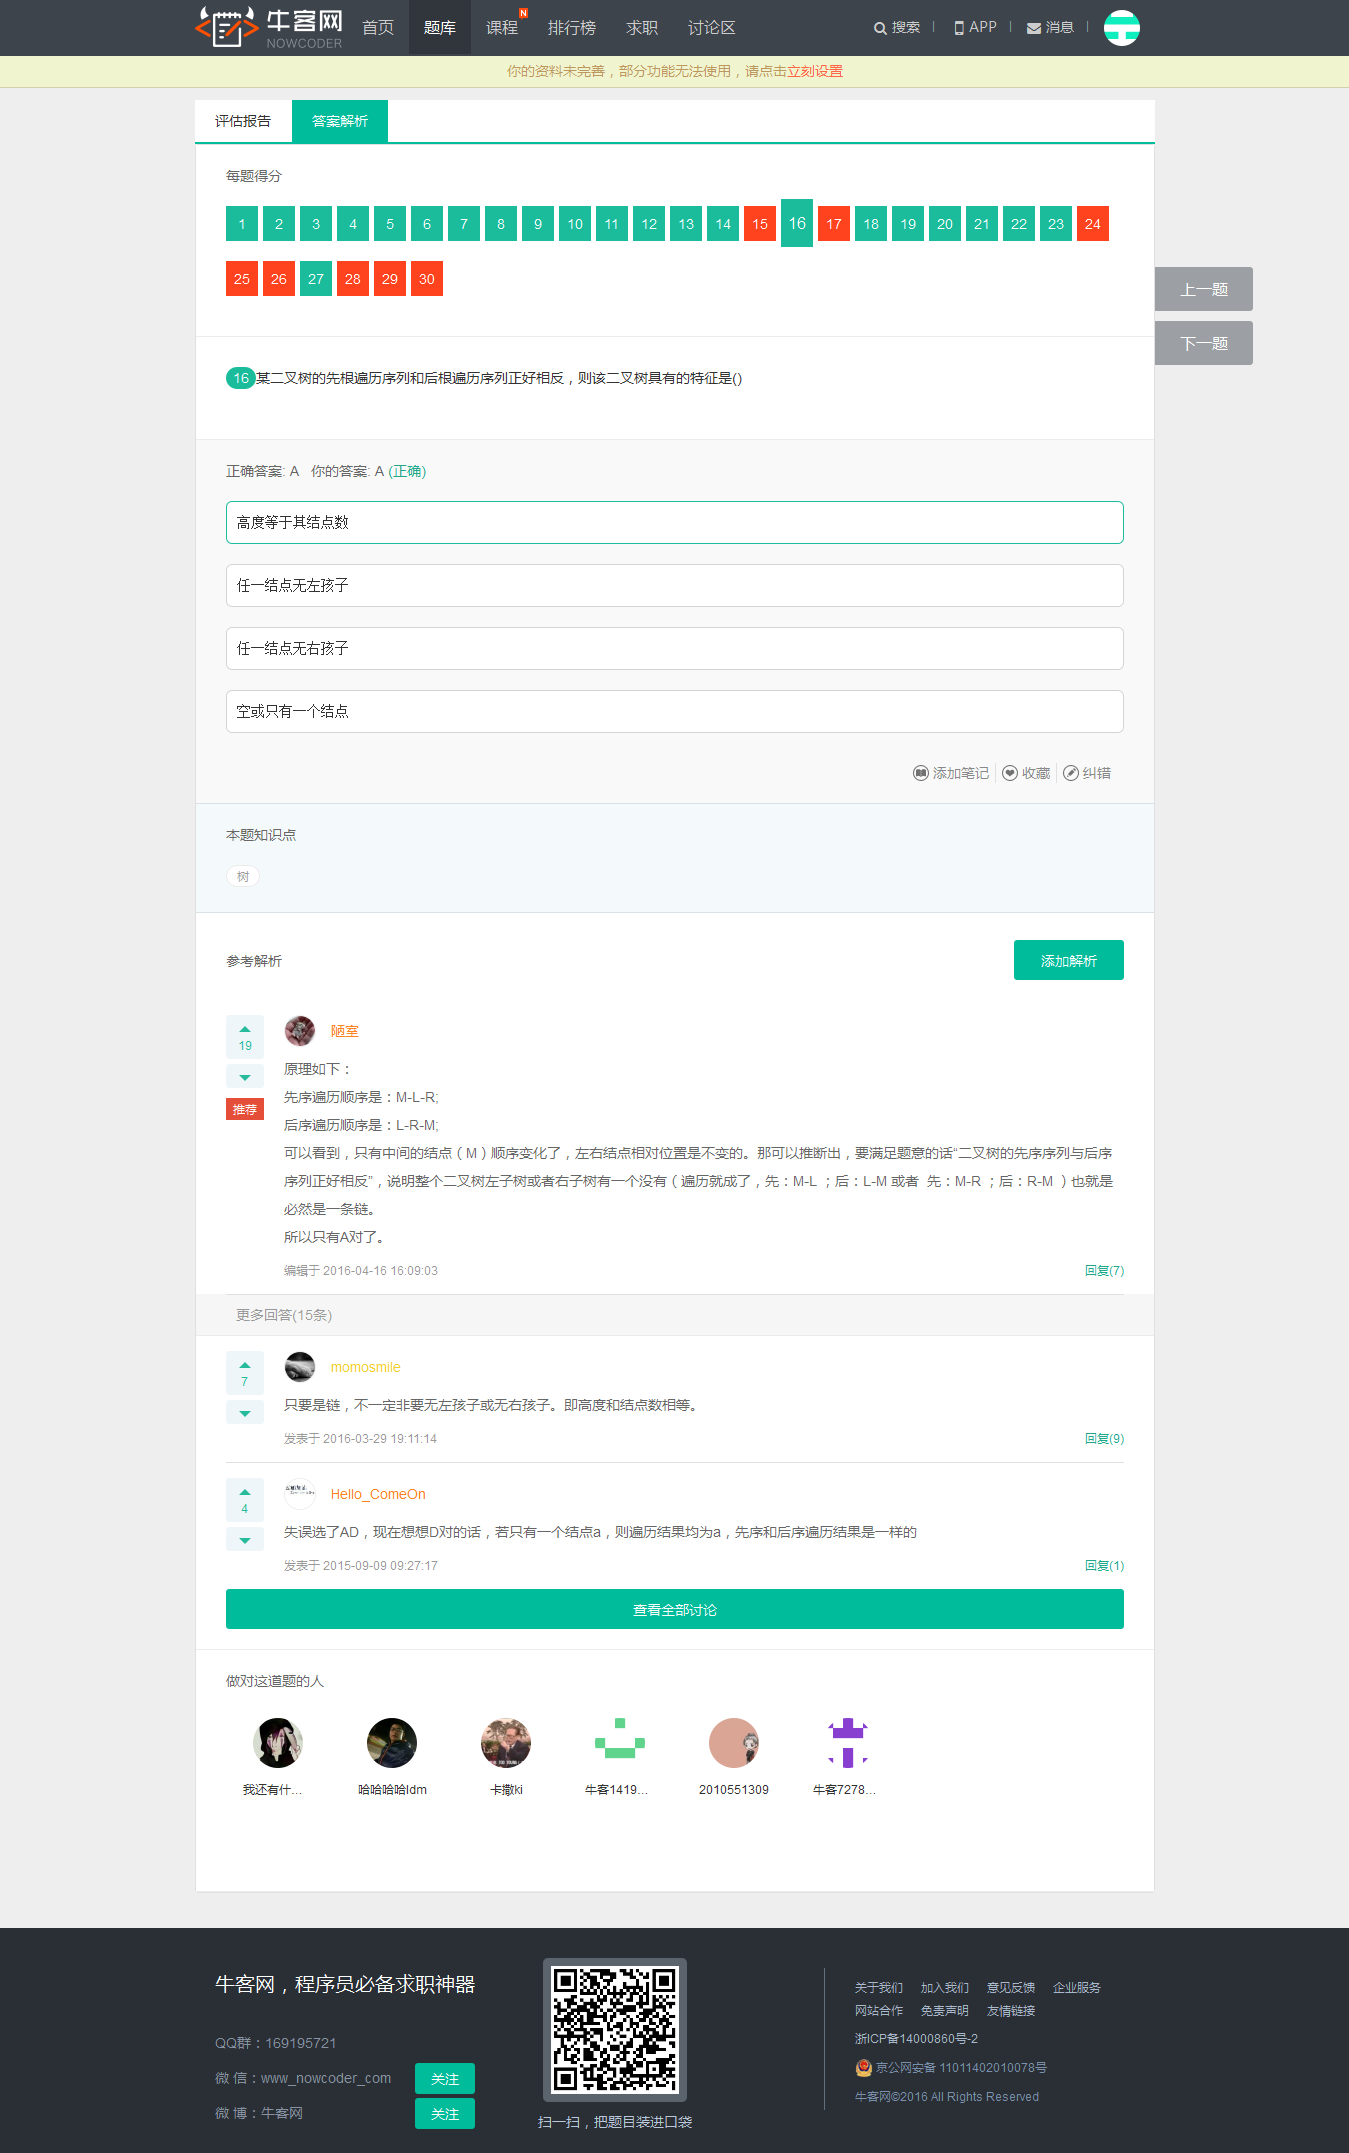 牛客网
NOWCODER
首页 题库 课程 N 排行榜 求职 讨论区 搜索 APP 消息
你的资料未完善，部分功能无法使用，请点击立刻设置
评估报告 答案解析
每题得分
1 2 3 4 5 6 7 8 9 10 11 12 13 14 15 16 17 18 19 20 21 22 23 24
25 26 27 28 29 30
上一题
下一题
16 某二叉树的先根遍历序列和后根遍历序列正好相反，则该二叉树具有的特征是()
正确答案: A 你的答案: A (正确)
高度等于其结点数
任一结点无左孩子
任一结点无右孩子
空或只有一个结点
添加笔记 收藏 纠错
本题知识点
树
参考解析 添加解析
19
推荐
陋室
原理如下：
先序遍历顺序是：M-L-R;
后序遍历顺序是：L-R-M;
可以看到，只有中间的结点（M）顺序变化了，左右结点相对位置是不变的。那可以推断出，要满足题意的话“二叉树的先序序列与后序
序列正好相反”，说明整个二叉树左子树或者右子树有一个没有（遍历就成了，先：M-L ；后：L-M 或者 先：M-R ；后：R-M ）也就是
必然是一条链。
所以只有A对了。
编辑于 2016-04-16 16:09:03 回复(7)
更多回答(15条)
7
momosmile
只要是链，不一定非要无左孩子或无右孩子。即高度和结点数相等。
发表于 2016-03-29 19:11:14 回复(9)
4
Hello_ComeOn
失误选了AD，现在想想D对的话，若只有一个结点a，则遍历结果均为a，先序和后序遍历结果是一样的
发表于 2015-09-09 09:27:17 回复(1)
查看全部讨论
做对这道题的人
我还有什... 哈哈哈哈ldm 卡撒ki 牛客1419... 2010551309 牛客7278...
牛客网，程序员必备求职神器
QQ群：169195721
微 信：www_nowcoder_com 关注
微 博：牛客网 关注
扫一扫，把题目装进口袋
关于我们 加入我们 意见反馈 企业服务
网站合作 免责声明 友情链接
浙ICP备14000860号-2
京公网安备 11011402010078号
牛客网©2016 All Rights Reserved